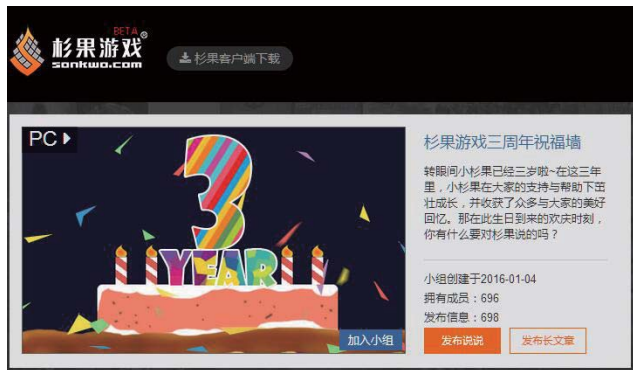 BETA
杉果游戏®
sonkwo.com
杉果客户端下载
PC
3
YEAR
加入小组
杉果游戏三周年祝福墙
转眼间小杉果已经三岁啦~在这三年
里，小杉果在大家的支持与帮助下茁
壮成长，并收获了众多与大家的美好
回忆。那在此生日到来的欢庆时刻，
你有什么要对杉果说的吗？
小组创建于2016-01-04
拥有成员：696
发布信息：698
发布说说
发布长文章